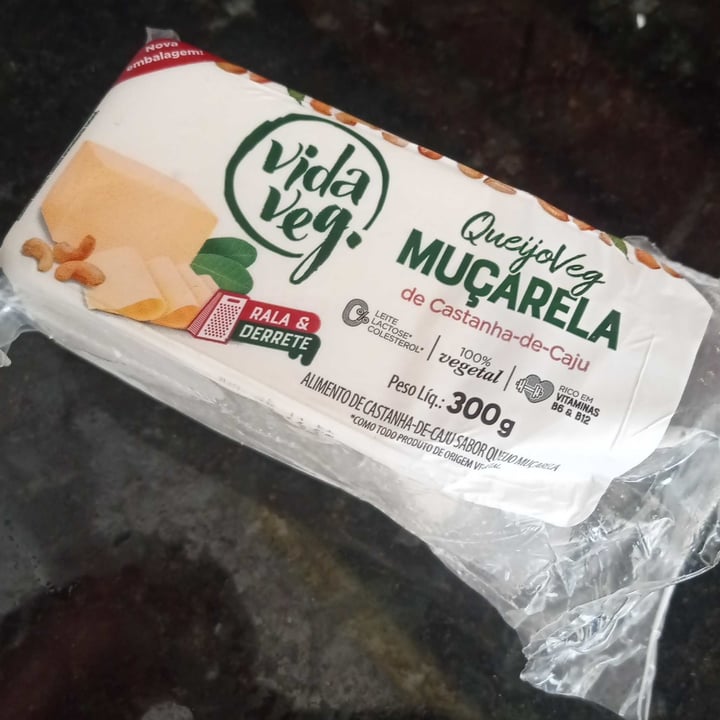 Nova
embalagem!
vida
veg.
QueijoVeg
MUÇARELA
de Castanha-de-Caju
RALA &
DERRETE
0%
LEITE
LACTOSE*
COLESTEROL*
100%
vegetal
RICO EM
VITAMINAS
B6 & B12
Peso Líq.: 300g
ALIMENTO DE CASTANHA-DE-CAJU SABOR QUEIJO MUÇARELA
*COMO TODO PRODUTO DE ORIGEM